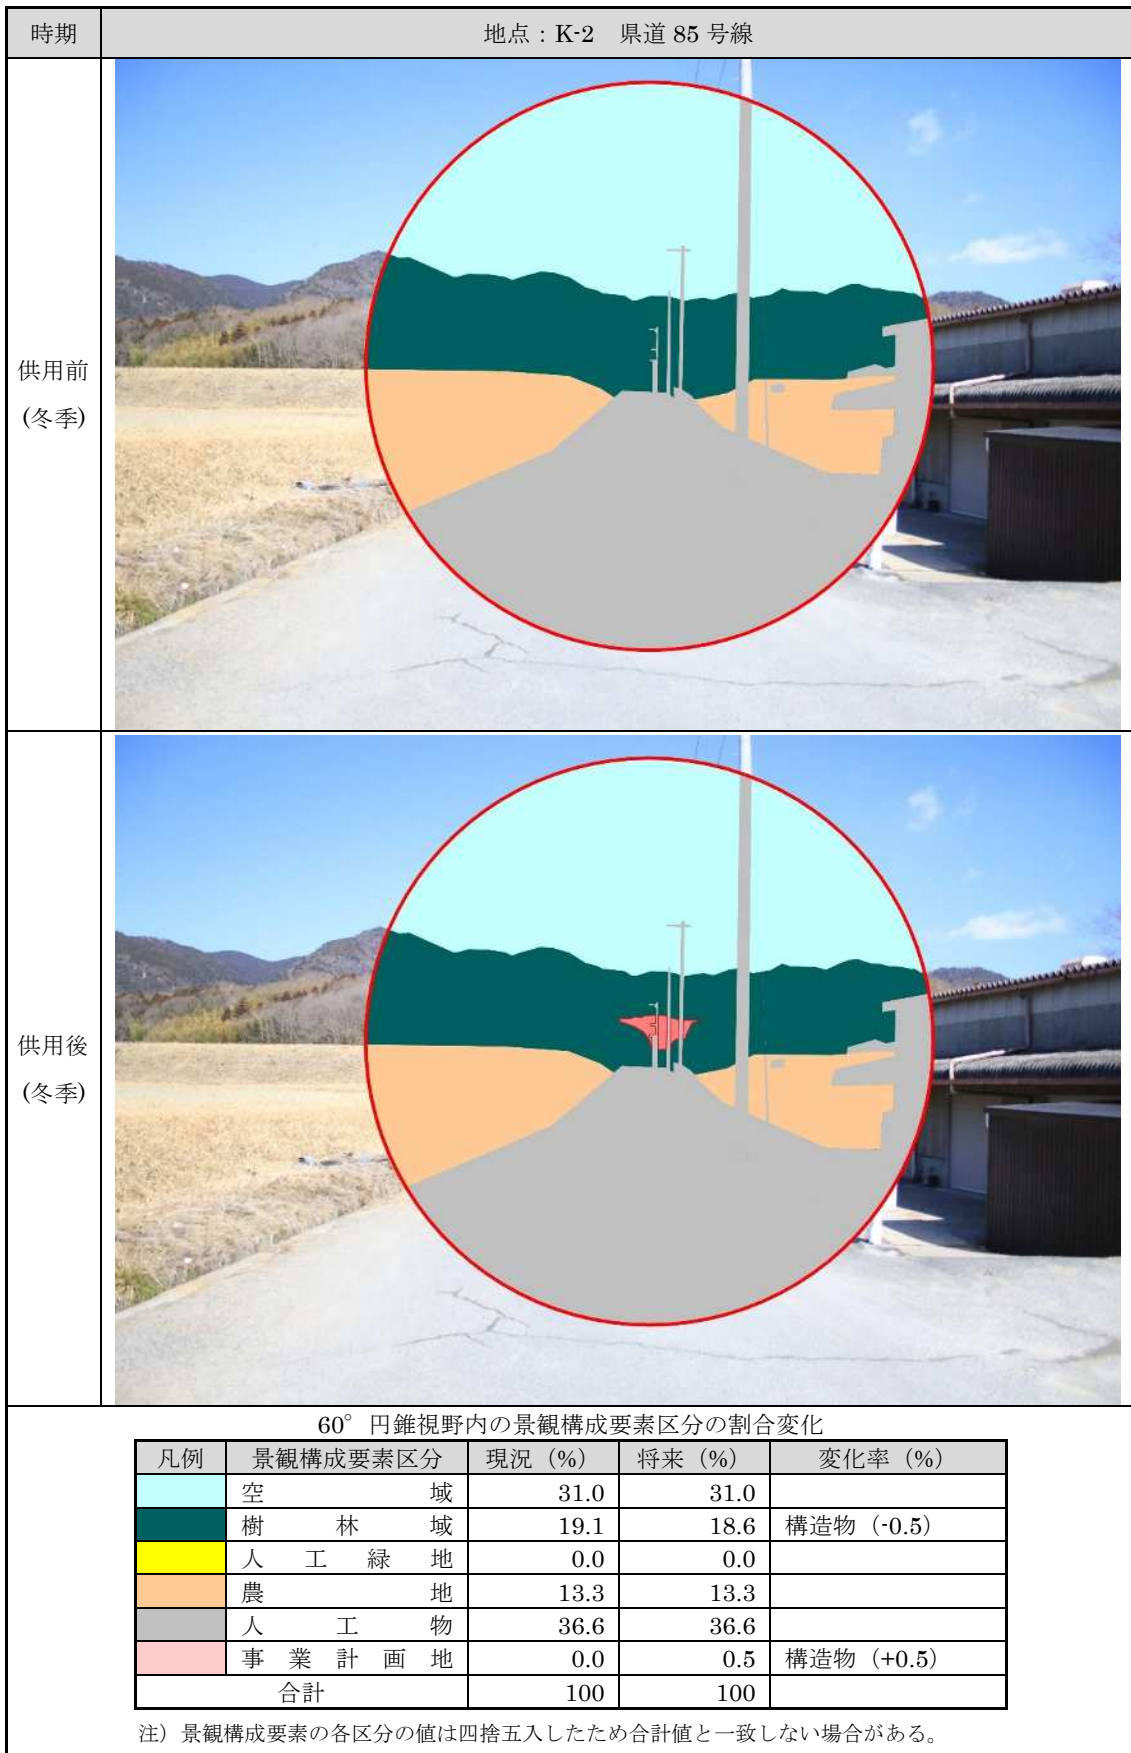 時期 地点：K-2 県道 85 号線
供用前
(冬季)
供用後
(冬季)
60° 円錐視野内の景観構成要素区分の割合変化
凡例 景観構成要素区分 現況（%） 将来（%） 変化率（%）
空域 31.0 31.0
樹林域 19.1 18.6 構造物（-0.5）
人工緑地 0.0 0.0
農地 13.3 13.3
人工物 36.6 36.6
事業計画地 0.0 0.5 構造物（+0.5）
合計 100 100
注）景観構成要素の各区分の値は四捨五入したため合計値と一致しない場合がある。